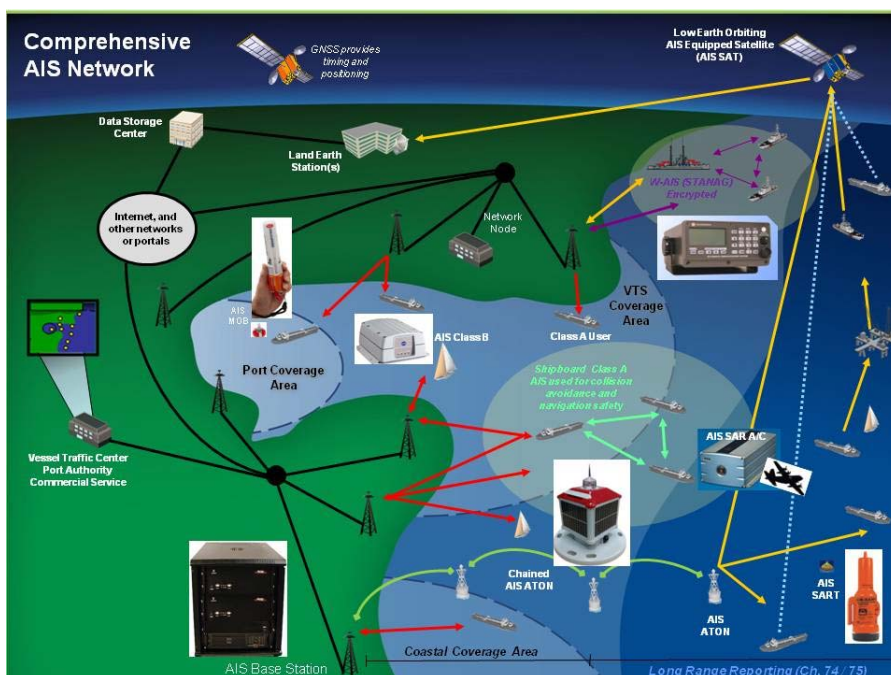 Comprehensive
AIS Network
GNSS provides
timing and
positioning
Low Earth Orbiting
AIS Equipped Satellite
(AIS SAT)
Data Storage
Center
Land Earth
Station(s)
W-AIS (STANAG)
Encrypted
Internet, and
other networks
or portals
Network
Node
AIS
MOB
VTS
Coverage
Area
AIS Class B
Class A User
Port Coverage
Area
Shipboard Class A
AIS used for collision
avoidance and
navigation safety
AIS SAR A/C
Vessel Traffic Center
Port Authority
Commercial Service
Chained
AIS ATON
AIS
ATON
AIS
SART
AIS Base Station
Coastal Coverage Area
Long Range Reporting (Ch. 74 / 75)